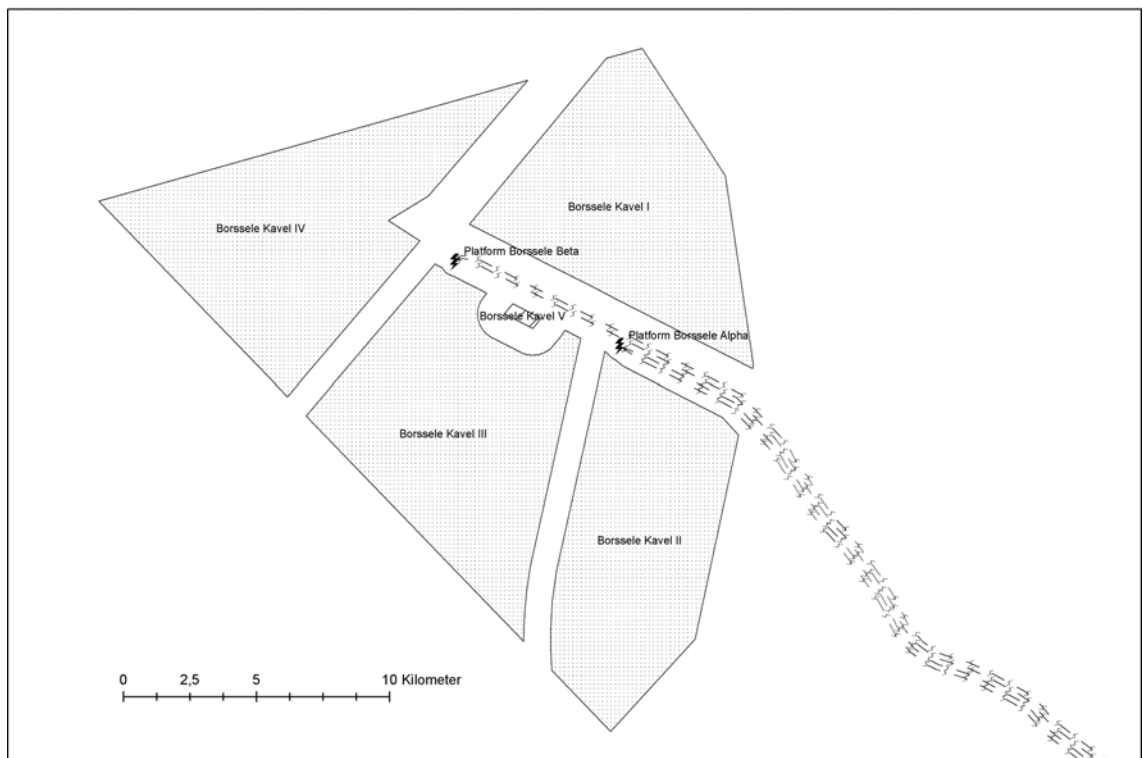 Borssele Kavel I
Borssele Kavel IV
Platform Borssele Beta
Borssele Kavel V
Platform Borssele Alpha
Borssele Kavel III
Borssele Kavel II
0 2,5 5 10 Kilometer